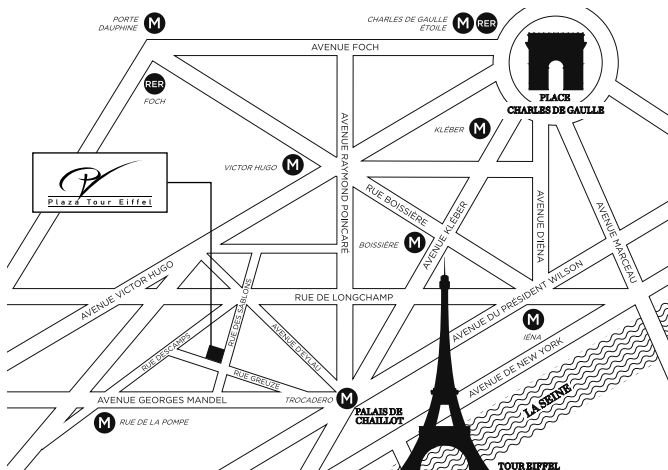 PORTE
DAUPHINE
M
CHARLES DE GAULLE
ÉTOILE
M
RER
AVENUE FOCH
RER
FOCH
PLACE
CHARLES DE GAULLE
KLÉBER
M
VICTOR HUGO
M
AVENUE RAYMOND POINCARÉ
Plaza Tour Eiffel
RUE BOISSIÈRE
AVENUE KLÉBER
AVENUE D'IÉNA
AVENUE MARCEAU
BOISSIÈRE
M
AVENUE VICTOR HUGO
RUE DES SABLONS
RUE DE LONGCHAMP
AVENUE DU PRÉSIDENT WILSON
M
IÉNA
RUE DESCAMPS
AVENUE D'EYLAU
RUE GREUZE
AVENUE DE NEW YORK
AVENUE GEORGES MANDEL
TROCADERO
M
PALAIS DE
CHAILLOT
LA SEINE
M
RUE DE LA POMPE
TOUR EIFFEL